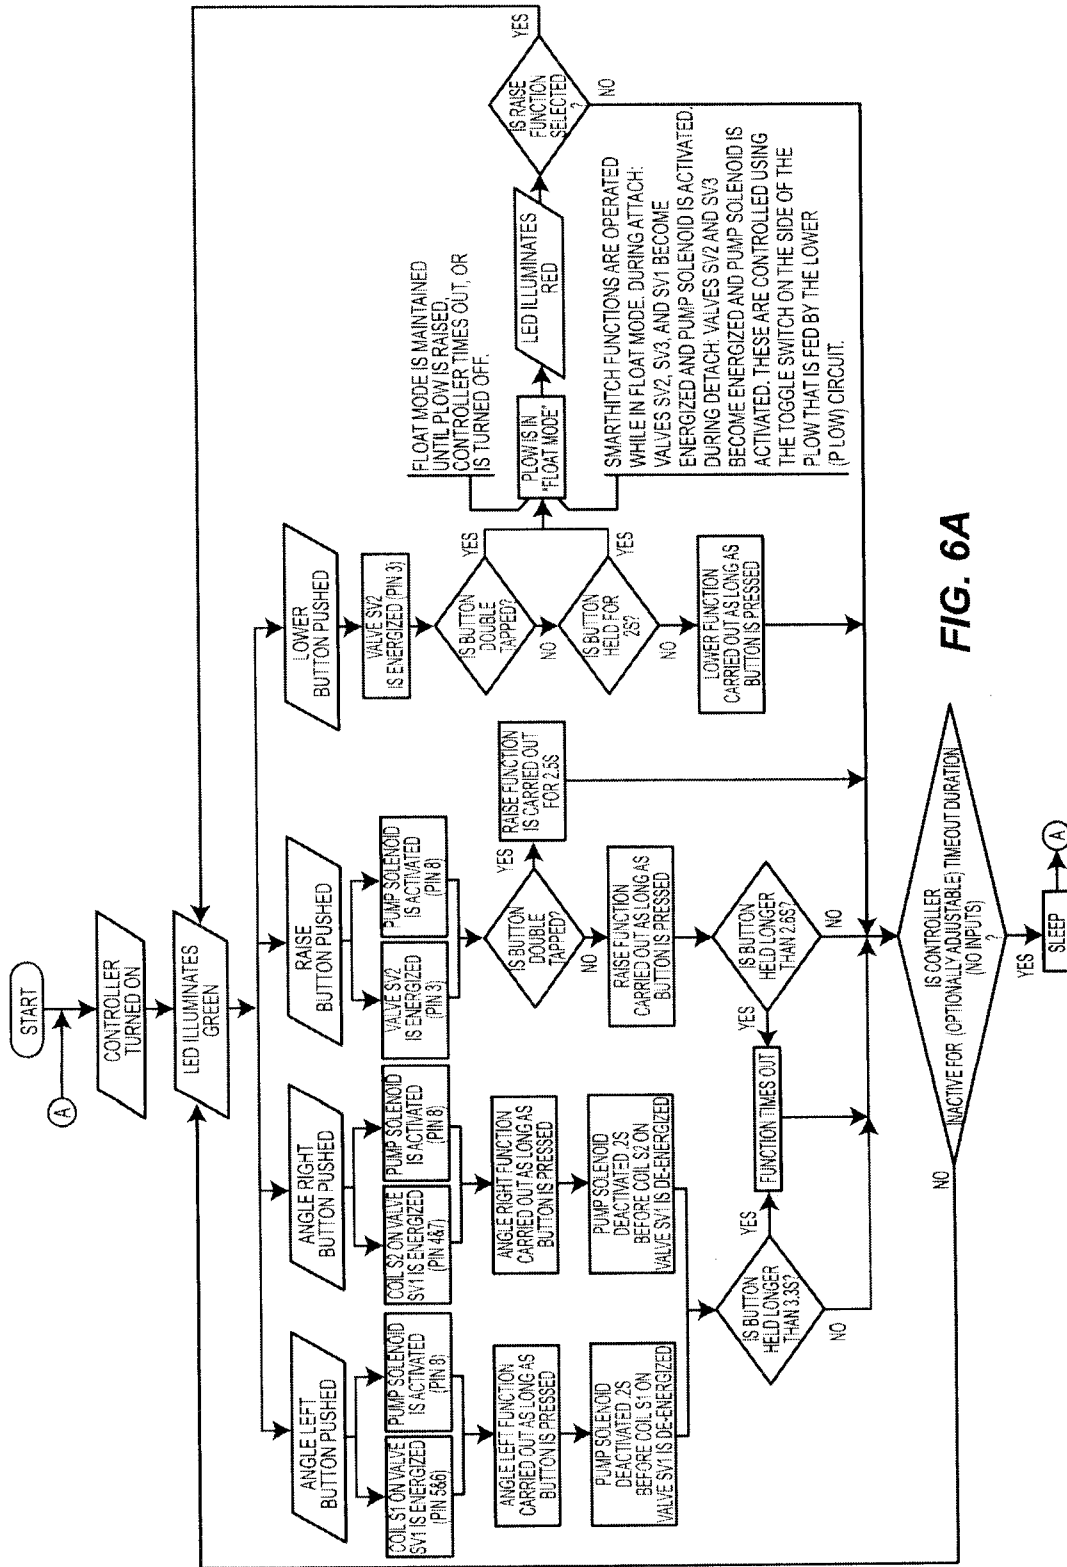 START
A
CONTROLLER
TURNED ON
LED ILLUMINATES
GREEN
ANGLE LEFT
BUTTON PUSHED
COIL S1 ON VALVE
SV1 IS ENERGIZED
(PIN 5&6)
PUMP SOLENOID
IS ACTIVATED
(PIN 8)
ANGLE LEFT FUNCTION
CARRIED OUT AS LONG AS
BUTTON IS PRESSED
PUMP SOLENOID
DEACTIVATED .2S
BEFORE COIL S1 ON
VALVE SV1 IS DE-ENERGIZED
ANGLE RIGHT
BUTTON PUSHED
COIL S2 ON VALVE
SV1 IS ENERGIZED
(PIN 4&7)
PUMP SOLENOID
IS ACTIVATED
(PIN 8)
ANGLE RIGHT FUNCTION
CARRIED OUT AS LONG AS
BUTTON IS PRESSED
PUMP SOLENOID
DEACTIVATED .2S
BEFORE COIL S2 ON
VALVE SV1 IS DE-ENERGIZED
IS BUTTON
HELD LONGER
THAN 3.3S?
YES
NO
FUNCTION TIMES OUT
RAISE
BUTTON PUSHED
VALVE SV2
IS ENERGIZED
(PIN 3)
PUMP SOLENOID
IS ACTIVATED
(PIN 8)
IS BUTTON
DOUBLE
TAPPED?
YES
NO
RAISE FUNCTION
IS CARRIED OUT
FOR 2.5S
RAISE FUNCTION
CARRIED OUT AS LONG AS
BUTTON IS PRESSED
IS BUTTON
HELD LONGER
THAN 2.6S?
YES
NO
LOWER
BUTTON PUSHED
VALVE SV2
IS ENERGIZED (PIN 3)
IS BUTTON
DOUBLE
TAPPED?
YES
NO
IS BUTTON
HELD FOR
2S?
YES
NO
LOWER FUNCTION
CARRIED OUT AS LONG AS
BUTTON IS PRESSED
FLOAT MODE IS MAINTAINED
UNTIL PLOW IS RAISED,
CONTROLLER TIMES OUT, OR
IS TURNED OFF.
PLOW IS IN
"FLOAT MODE"
LED ILLUMINATES
RED
IS RAISE
FUNCTION
SELECTED
?
YES
NO
SMARTHITCH FUNCTIONS ARE OPERATED
WHILE IN FLOAT MODE. DURING ATTACH:
VALVES SV2, SV3, AND SV1 BECOME
ENERGIZED AND PUMP SOLENOID IS ACTIVATED.
DURING DETACH: VALVES SV2 AND SV3
BECOME ENERGIZED AND PUMP SOLENOID IS
ACTIVATED. THESE ARE CONTROLLED USING
THE TOGGLE SWITCH ON THE SIDE OF THE
PLOW THAT IS FED BY THE LOWER
(P LOW) CIRCUIT.
IS CONTROLLER
INACTIVE FOR (OPTIONALLY ADJUSTABLE) TIMEOUT DURATION
(NO INPUTS)
?
NO
YES
SLEEP
A
FIG. 6A